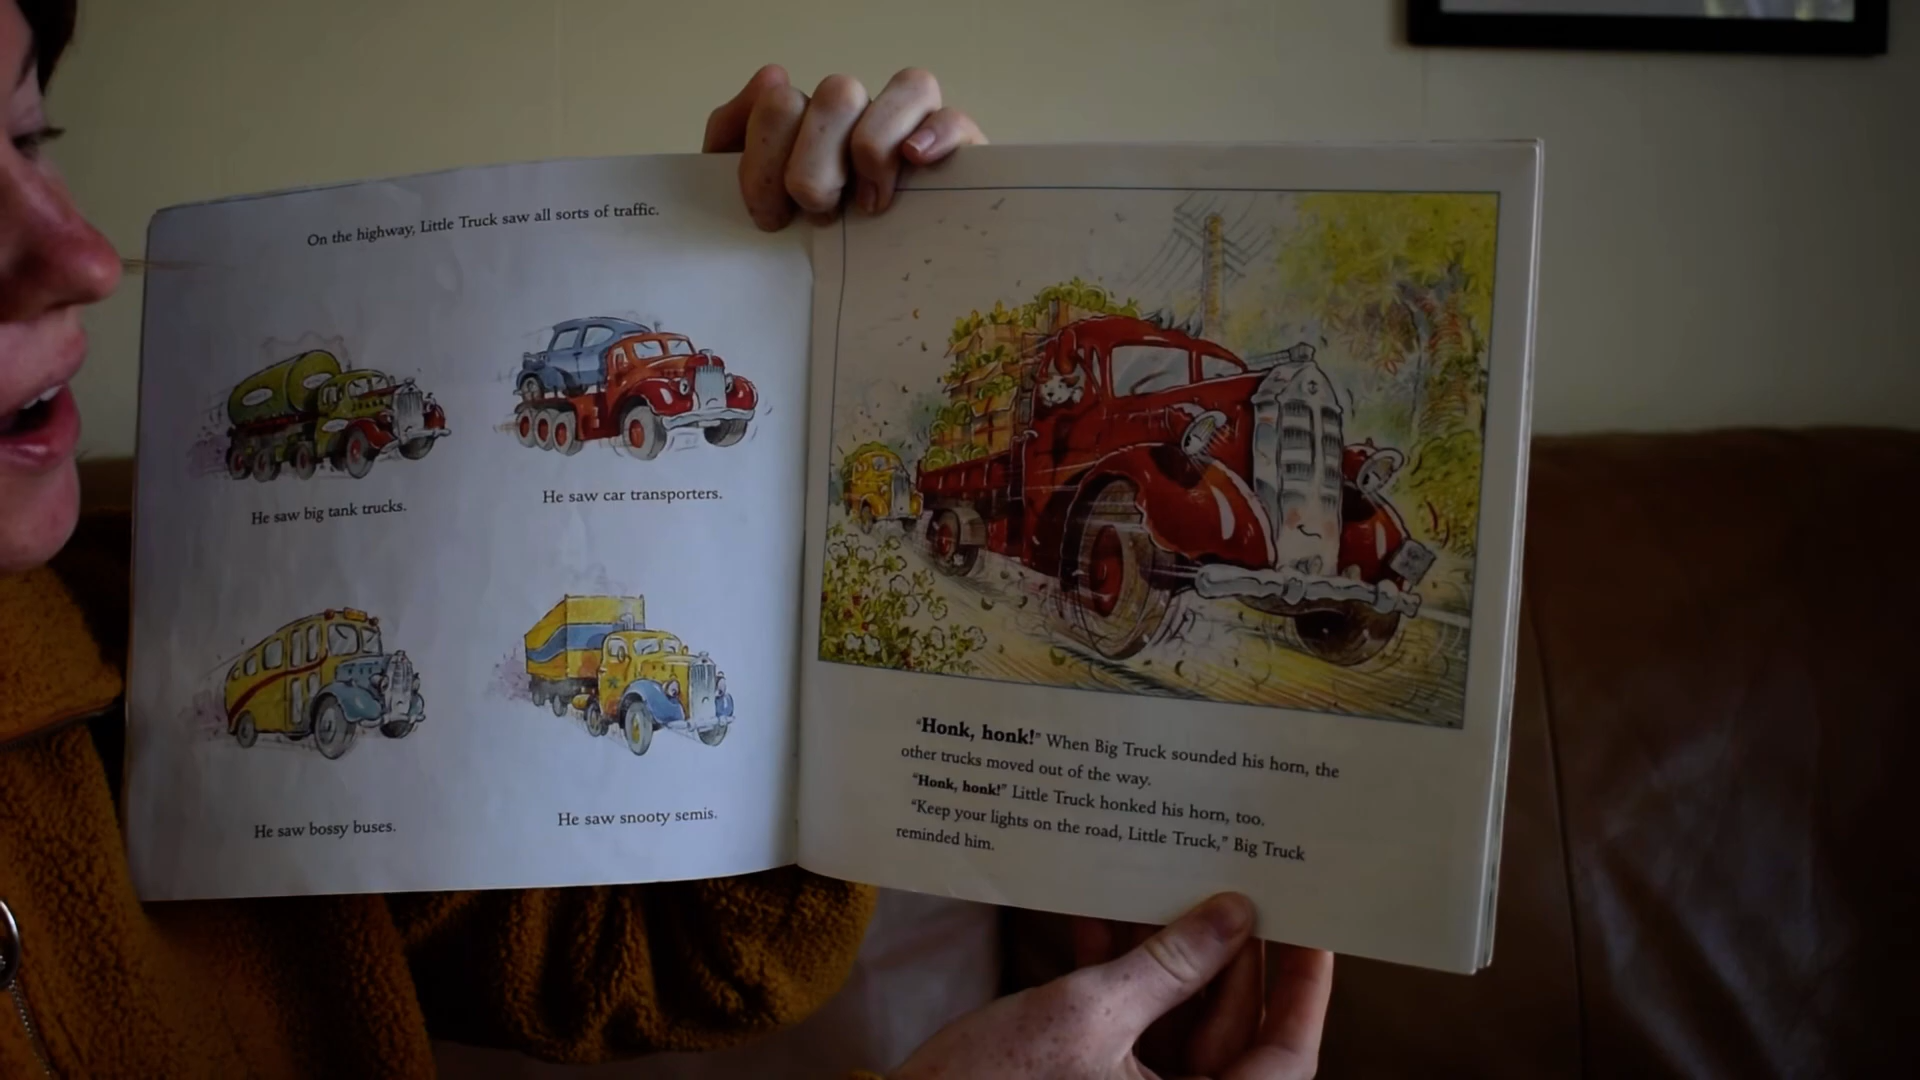 On the highway, Little Truck saw all sorts of traffic.
He saw big tank trucks.
He saw car transporters.
He saw bossy buses.
He saw snooty semis.
“Honk, honk!” When Big Truck sounded his horn, the
other trucks moved out of the way.
“Honk, honk!” Little Truck honked his horn, too.
“Keep your lights on the road, Little Truck,” Big Truck
reminded him.